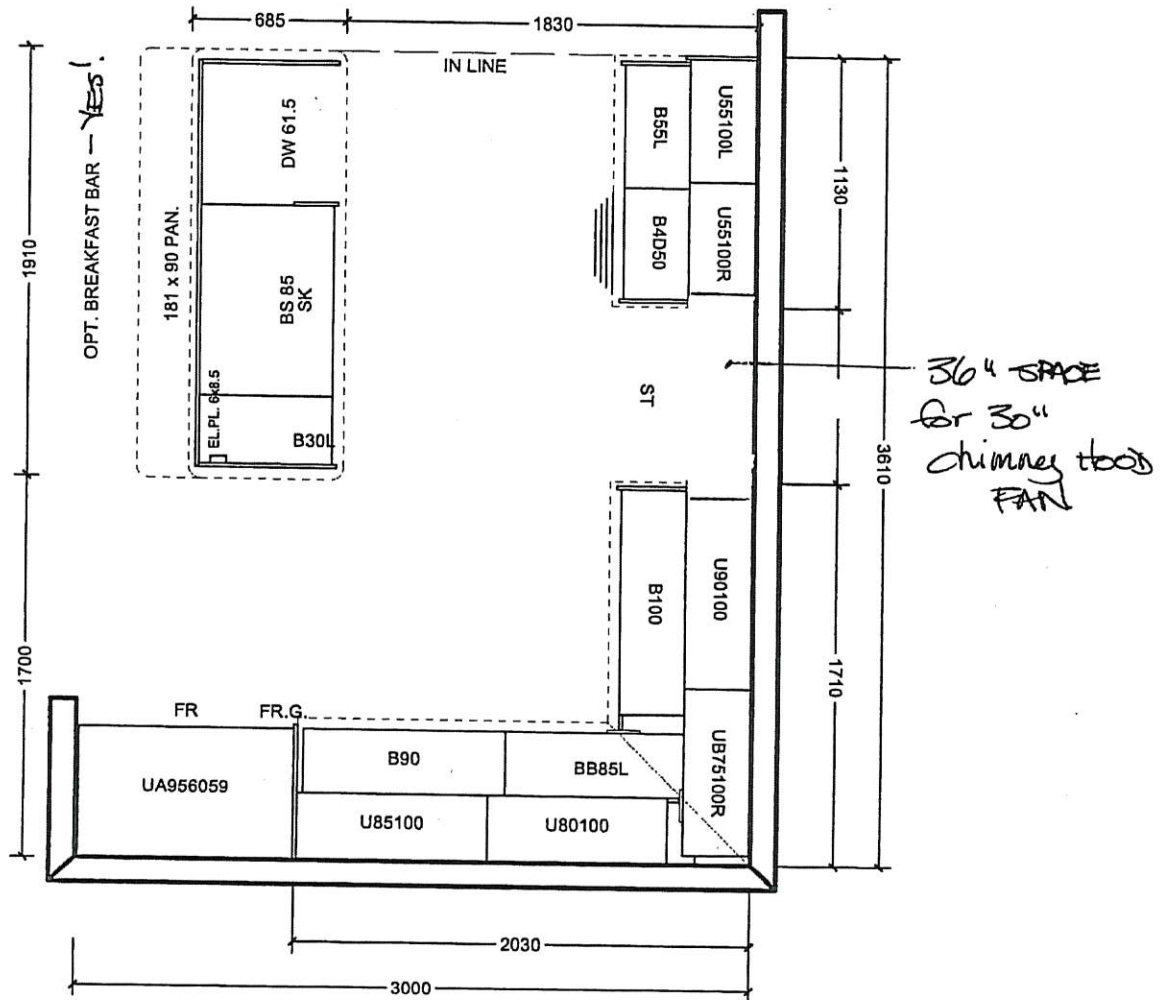 685
1830
IN LINE
OPT. BREAKFAST BAR — YES!
1910
181 x 90 PAN.
DW 61.5
BS 85
SK
EL.PL. 6x8.5
B30L
B55L
U55100L
B4D50
U55100R
1130
ST
36" SPACE
for 30"
chimney HOOD
FAN
3610
B100
U90100
1710
1700
FR
FR.G.
UA956059
B90
BB85L
UB75100R
U85100
U80100
2030
3000